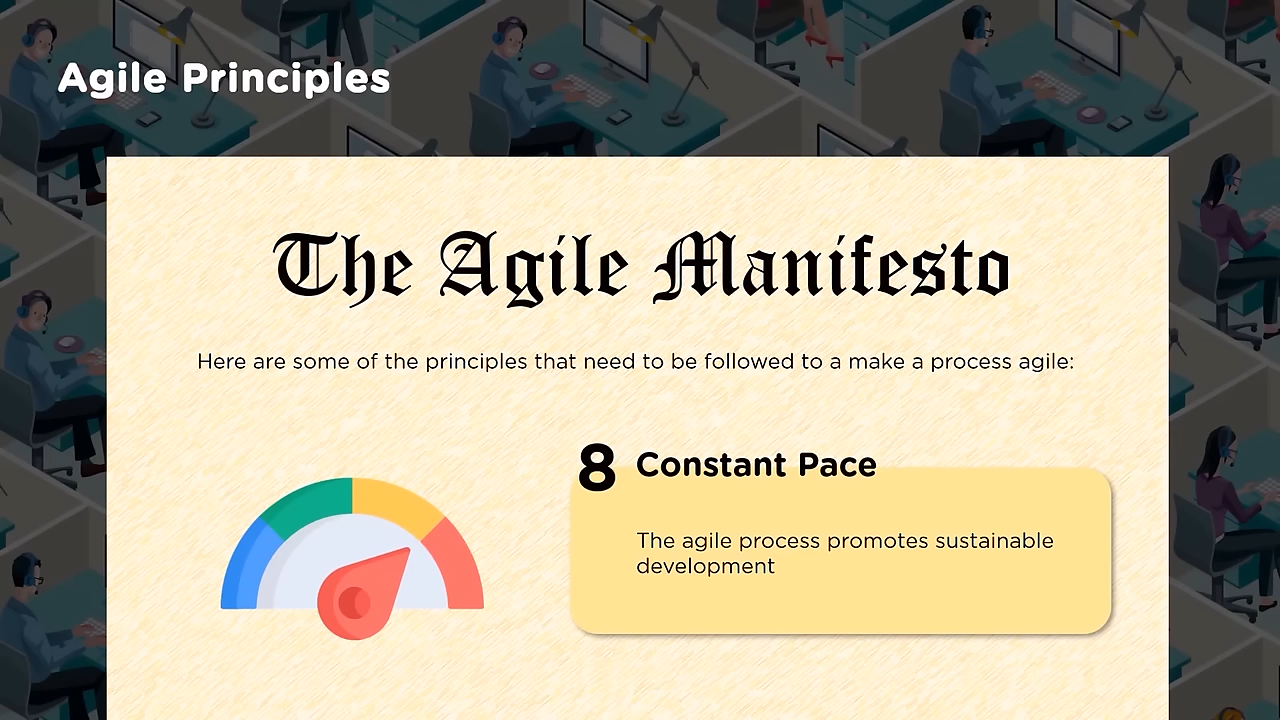 Agile Principles
The Agile Manifesto
Here are some of the principles that need to be followed to a make a process agile:
8 Constant Pace
The agile process promotes sustainable
development